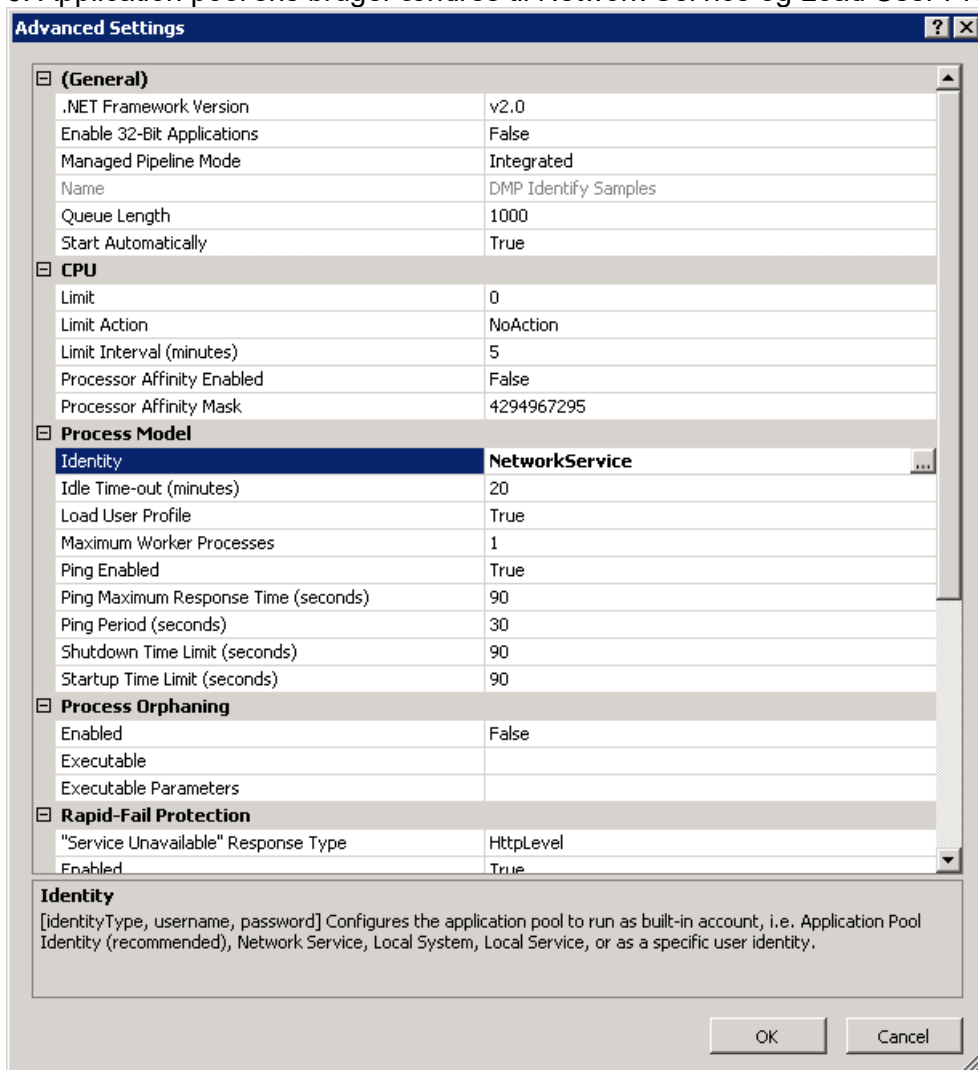 Advanced Settings
(General)
.NET Framework Version v2.0
Enable 32-Bit Applications False
Managed Pipeline Mode Integrated
Name DMP Identify Samples
Queue Length 1000
Start Automatically True
CPU
Limit 0
Limit Action NoAction
Limit Interval (minutes) 5
Processor Affinity Enabled False
Processor Affinity Mask 4294967295
Process Model
Identity NetworkService ...
Idle Time-out (minutes) 20
Load User Profile True
Maximum Worker Processes 1
Ping Enabled True
Ping Maximum Response Time (seconds) 90
Ping Period (seconds) 30
Shutdown Time Limit (seconds) 90
Startup Time Limit (seconds) 90
Process Orphaning
Enabled False
Executable
Executable Parameters
Rapid-Fail Protection
"Service Unavailable" Response Type HttpLevel
Enabled True
Identity
[identityType, username, password] Configures the application pool to run as built-in account, i.e. Application Pool
Identity (recommended), Network Service, Local System, Local Service, or as a specific user identity.
OK Cancel